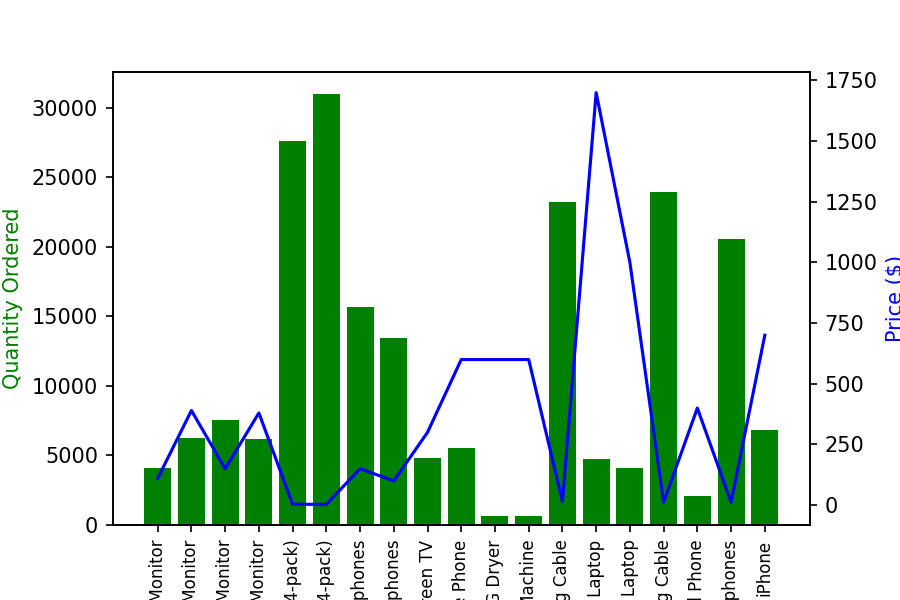 30000
25000
20000
15000
10000
5000
0
Quantity Ordered
1750
1500
1250
1000
750
500
250
0
Price ($)
Monitor
Monitor
Monitor
Monitor
4-pack)
4-pack)
phones
phones
een TV
Phone
Dryer
achine
Cable
Laptop
Laptop
Cable
Phone
phones
iPhone